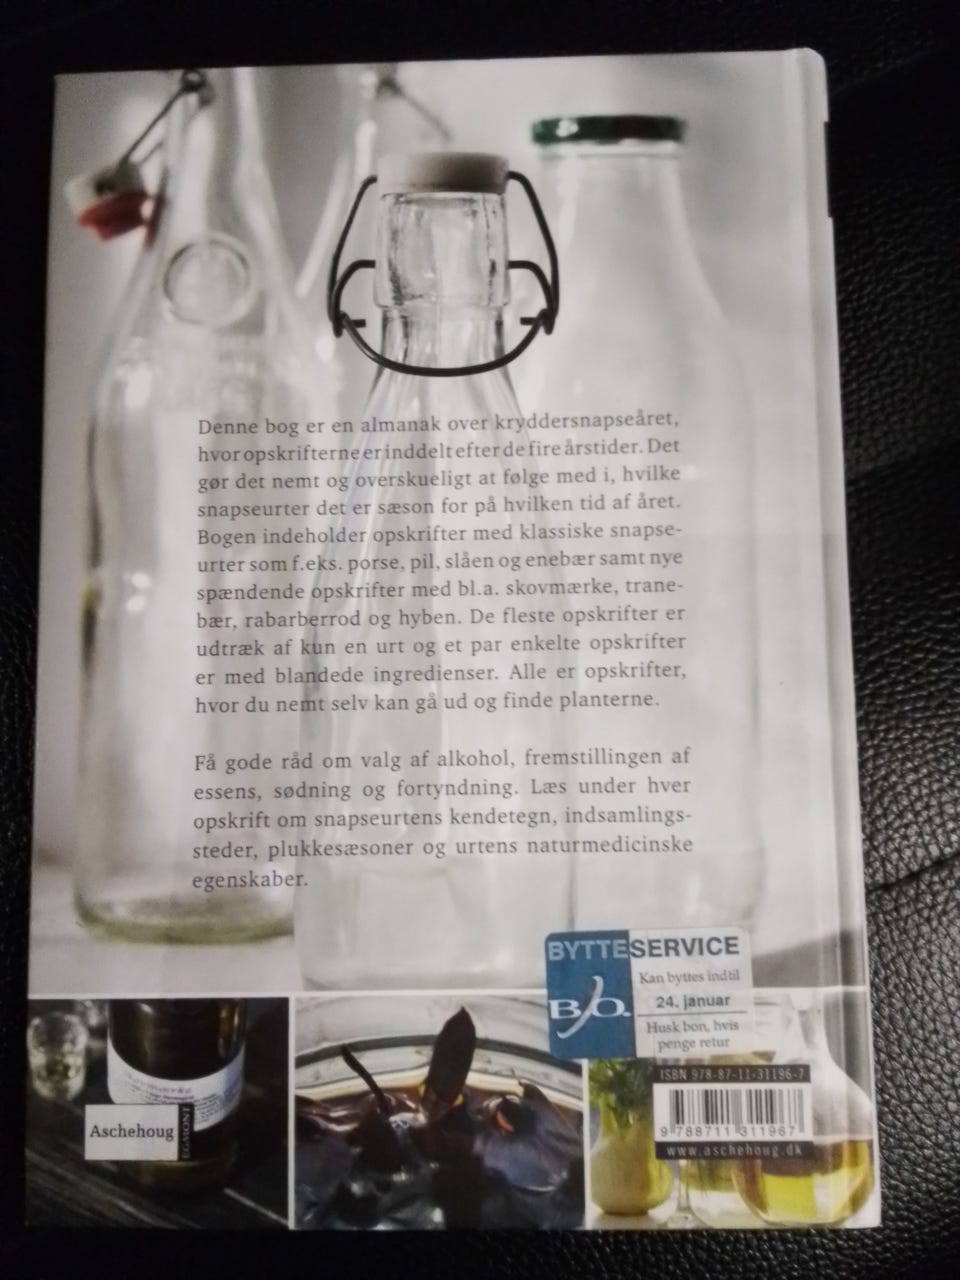 Denne bog er en almanak over kryddersnapseåret,
hvor opskrifterne er inddelt efter de fire årstider. Det
gør det nemt og overskueligt at følge med i, hvilke
snapseurter det er sæson for på hvilken tid af året.
Bogen indeholder opskrifter med klassiske snapse-
urter som f.eks. porse, pil, slåen og enebær samt nye
spændende opskrifter med bl.a. skovmærke, trane-
bær, rabarberrod og hyben. De fleste opskrifter er
udtræk af kun en urt og et par enkelte opskrifter
er med blandede ingredienser. Alle er opskrifter,
hvor du nemt selv kan gå ud og finde planterne.
Få gode råd om valg af alkohol, fremstillingen af
essens, sødning og fortyndning. Læs under hver
opskrift om snapseurtens kendetegn, indsamlings-
steder, plukkesæsoner og urtens naturmedicinske
egenskaber.
BYTTESERVICE
Kan byttes indtil
24. januar
Husk bon, hvis
penge retur
B/O.
ISBN 978-87-11-31196-7
9 788711 311967
www.aschehoug.dk
Aschehoug
EGMONT